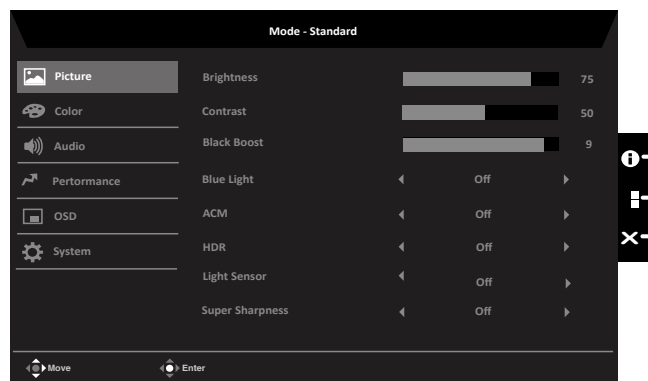 Mode - Standard
Picture
Brightness 75
Color
Contrast 50
Audio
Black Boost 9
Pertormance
Blue Light Off
OSD
ACM Off
System
HDR Off
Light Sensor Off
Super Sharpness Off
Move Enter